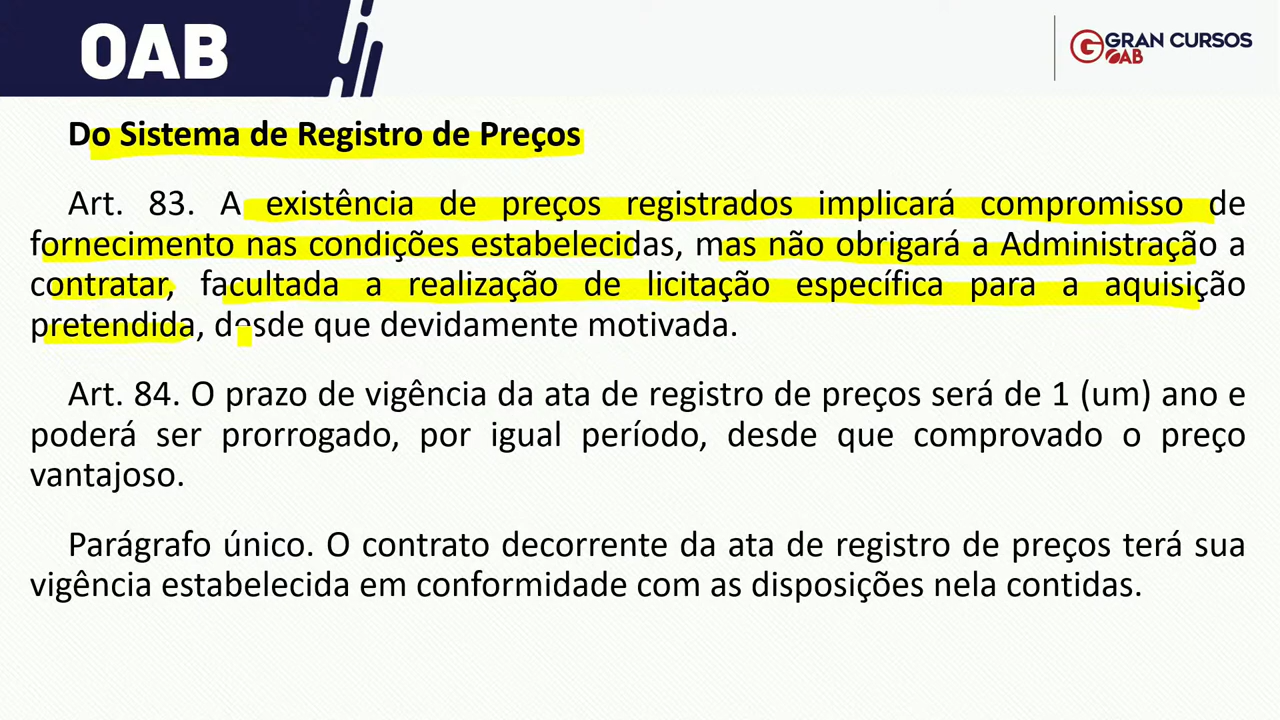 OAB
GRAN CURSOS
OAB
Do Sistema de Registro de Preços
Art. 83. A existência de preços registrados implicará compromisso de
fornecimento nas condições estabelecidas, mas não obrigará a Administração a
contratar, facultada a realização de licitação específica para a aquisição
pretendida, desde que devidamente motivada.
Art. 84. O prazo de vigência da ata de registro de preços será de 1 (um) ano e
poderá ser prorrogado, por igual período, desde que comprovado o preço
vantajoso.
Parágrafo único. O contrato decorrente da ata de registro de preços terá sua
vigência estabelecida em conformidade com as disposições nela contidas.